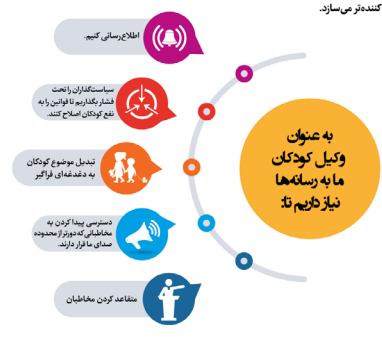 کننده‌تر می‌سازد.
به عنوان
وکیل کودکان
ما به رسانه‌ها
نیاز داریم تا:
اطلاع‌رسانی کنیم.
سیاست‌گذاران را تحت
فشار بگذاریم تا قوانین را به
نفع کودکان اصلاح کنند.
تبدیل موضوع کودکان
به دغدغه‌ای فراگیر
دسترسی پیدا کردن به
مخاطبانی که دورتر از محدوده
صدای ما قرار دارند.
متقاعد کردن مخاطبان